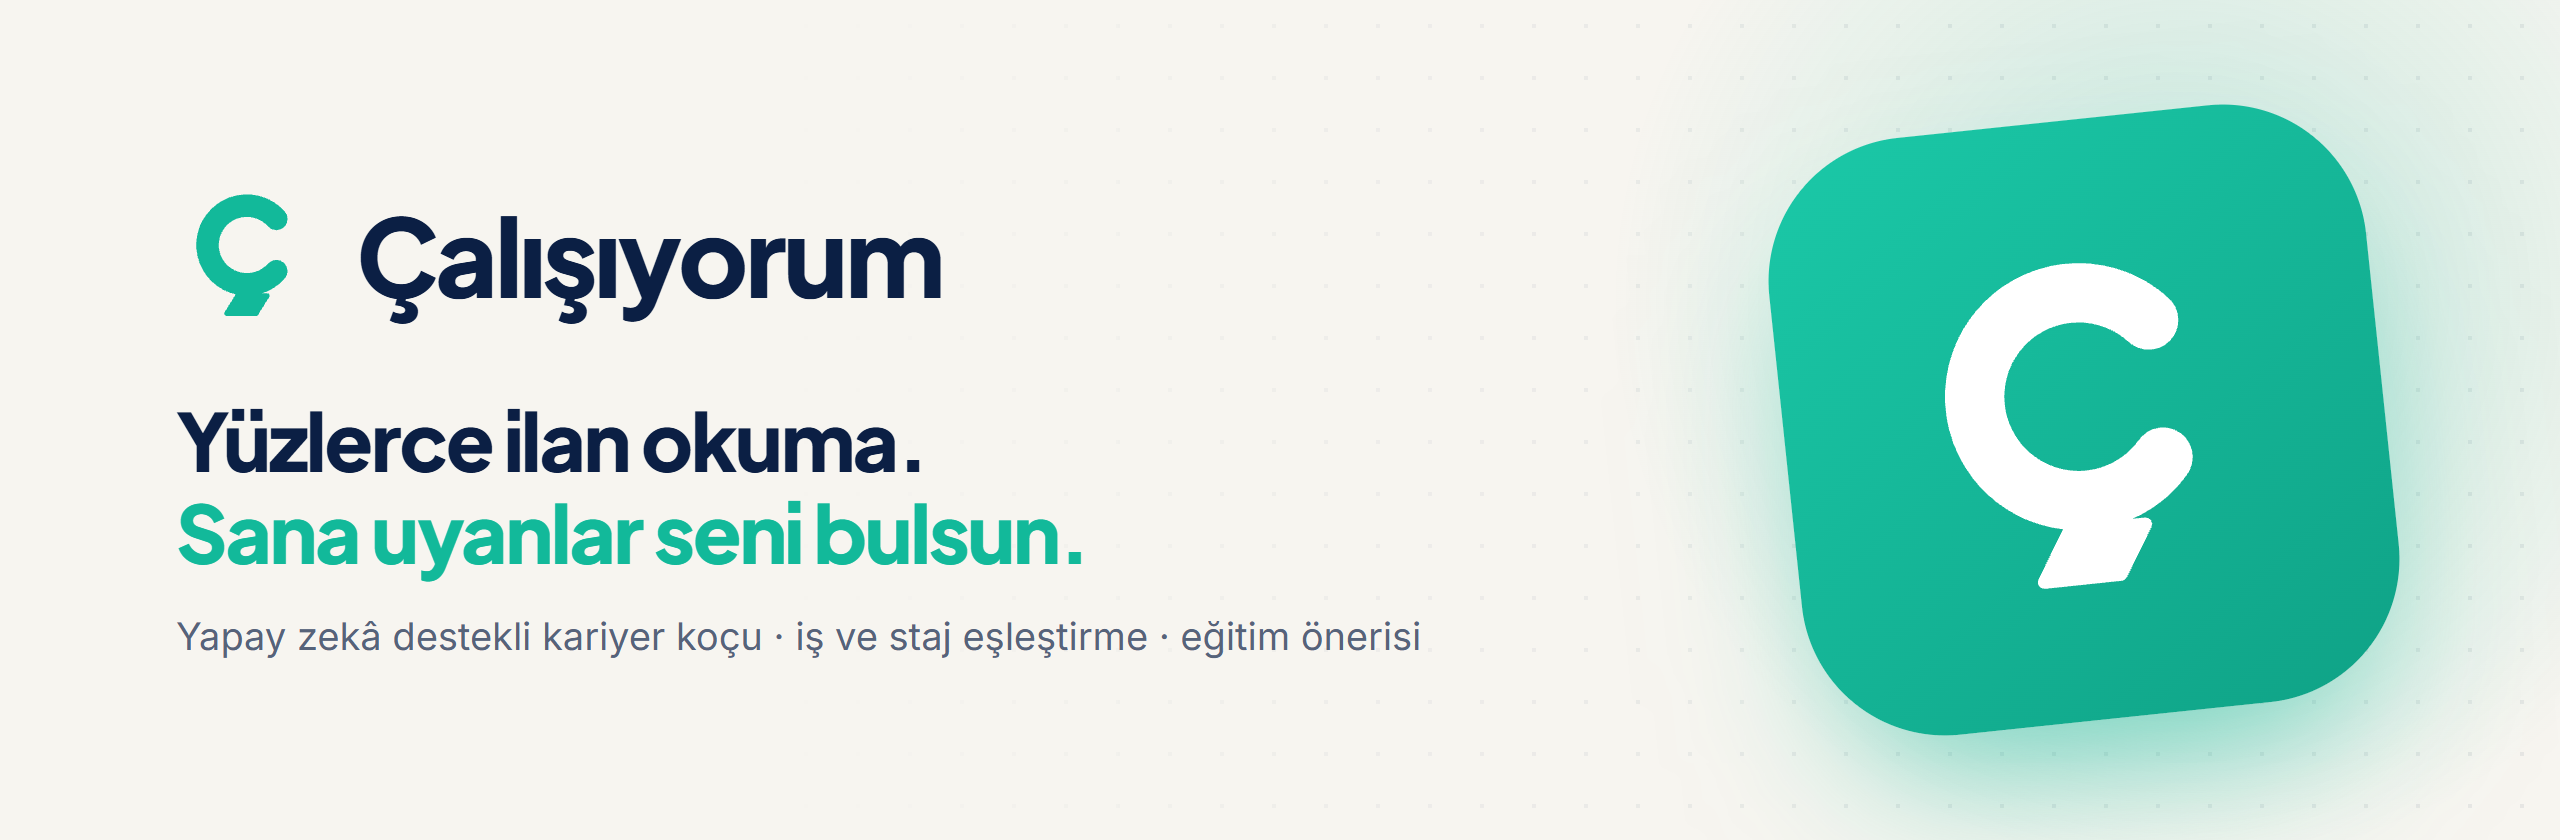 Ç Çalışıyorum
Yüzlerce ilan okuma.
Sana uyanlar seni bulsun.
Yapay zekâ destekli kariyer koçu · iş ve staj eşleştirme · eğitim önerisi
Ç